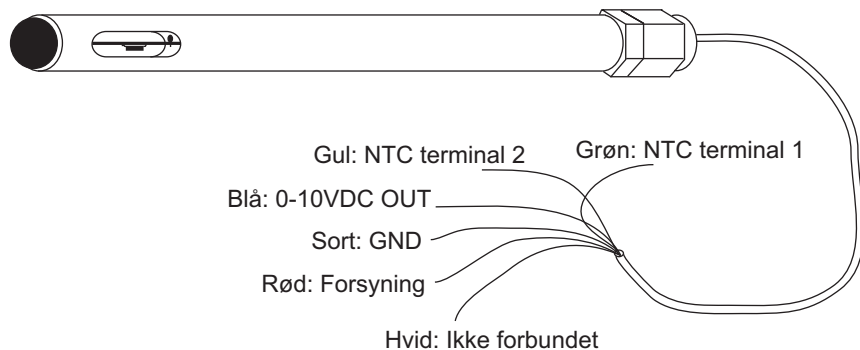 Gul: NTC terminal 2
Grøn: NTC terminal 1
Blå: 0-10VDC OUT
Sort: GND
Rød: Forsyning
Hvid: Ikke forbundet